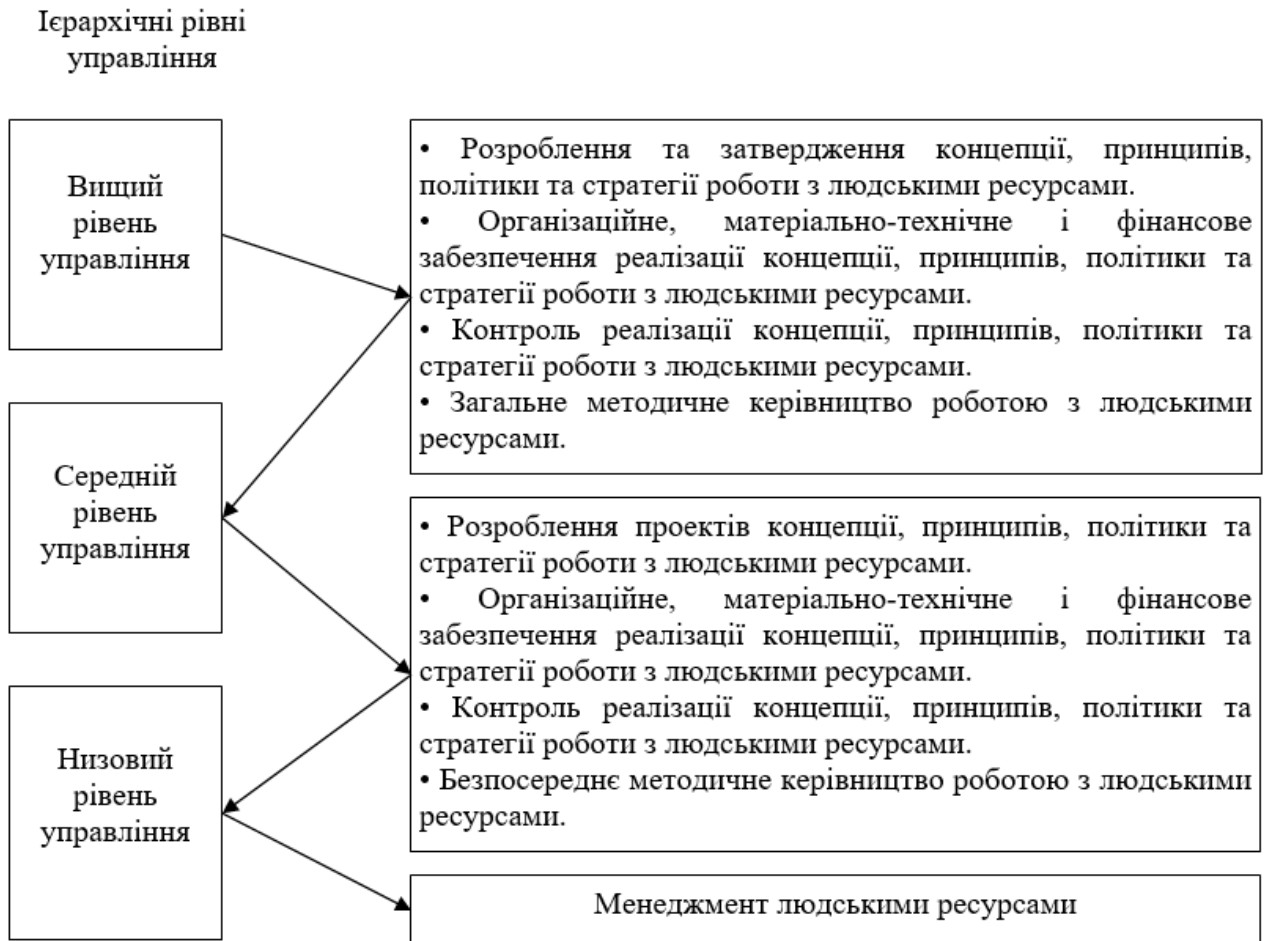 Ієрархічні рівні
управління
Вищий
рівень
управління
• Розроблення та затвердження концепції, принципів,
політики та стратегії роботи з людськими ресурсами.
• Організаційне, матеріально-технічне і фінансове
забезпечення реалізації концепції, принципів, політики та
стратегії роботи з людськими ресурсами.
• Контроль реалізації концепції, принципів, політики та
стратегії роботи з людськими ресурсами.
• Загальне методичне керівництво роботою з людськими
ресурсами.
Середній
рівень
управління
• Розроблення проектів концепції, принципів, політики та
стратегії роботи з людськими ресурсами.
• Організаційне, матеріально-технічне і фінансове
забезпечення реалізації концепції, принципів, політики та
стратегії роботи з людськими ресурсами.
• Контроль реалізації концепції, принципів, політики та
стратегії роботи з людськими ресурсами.
• Безпосереднє методичне керівництво роботою з людськими
ресурсами.
Низовий
рівень
управління
Менеджмент людськими ресурсами